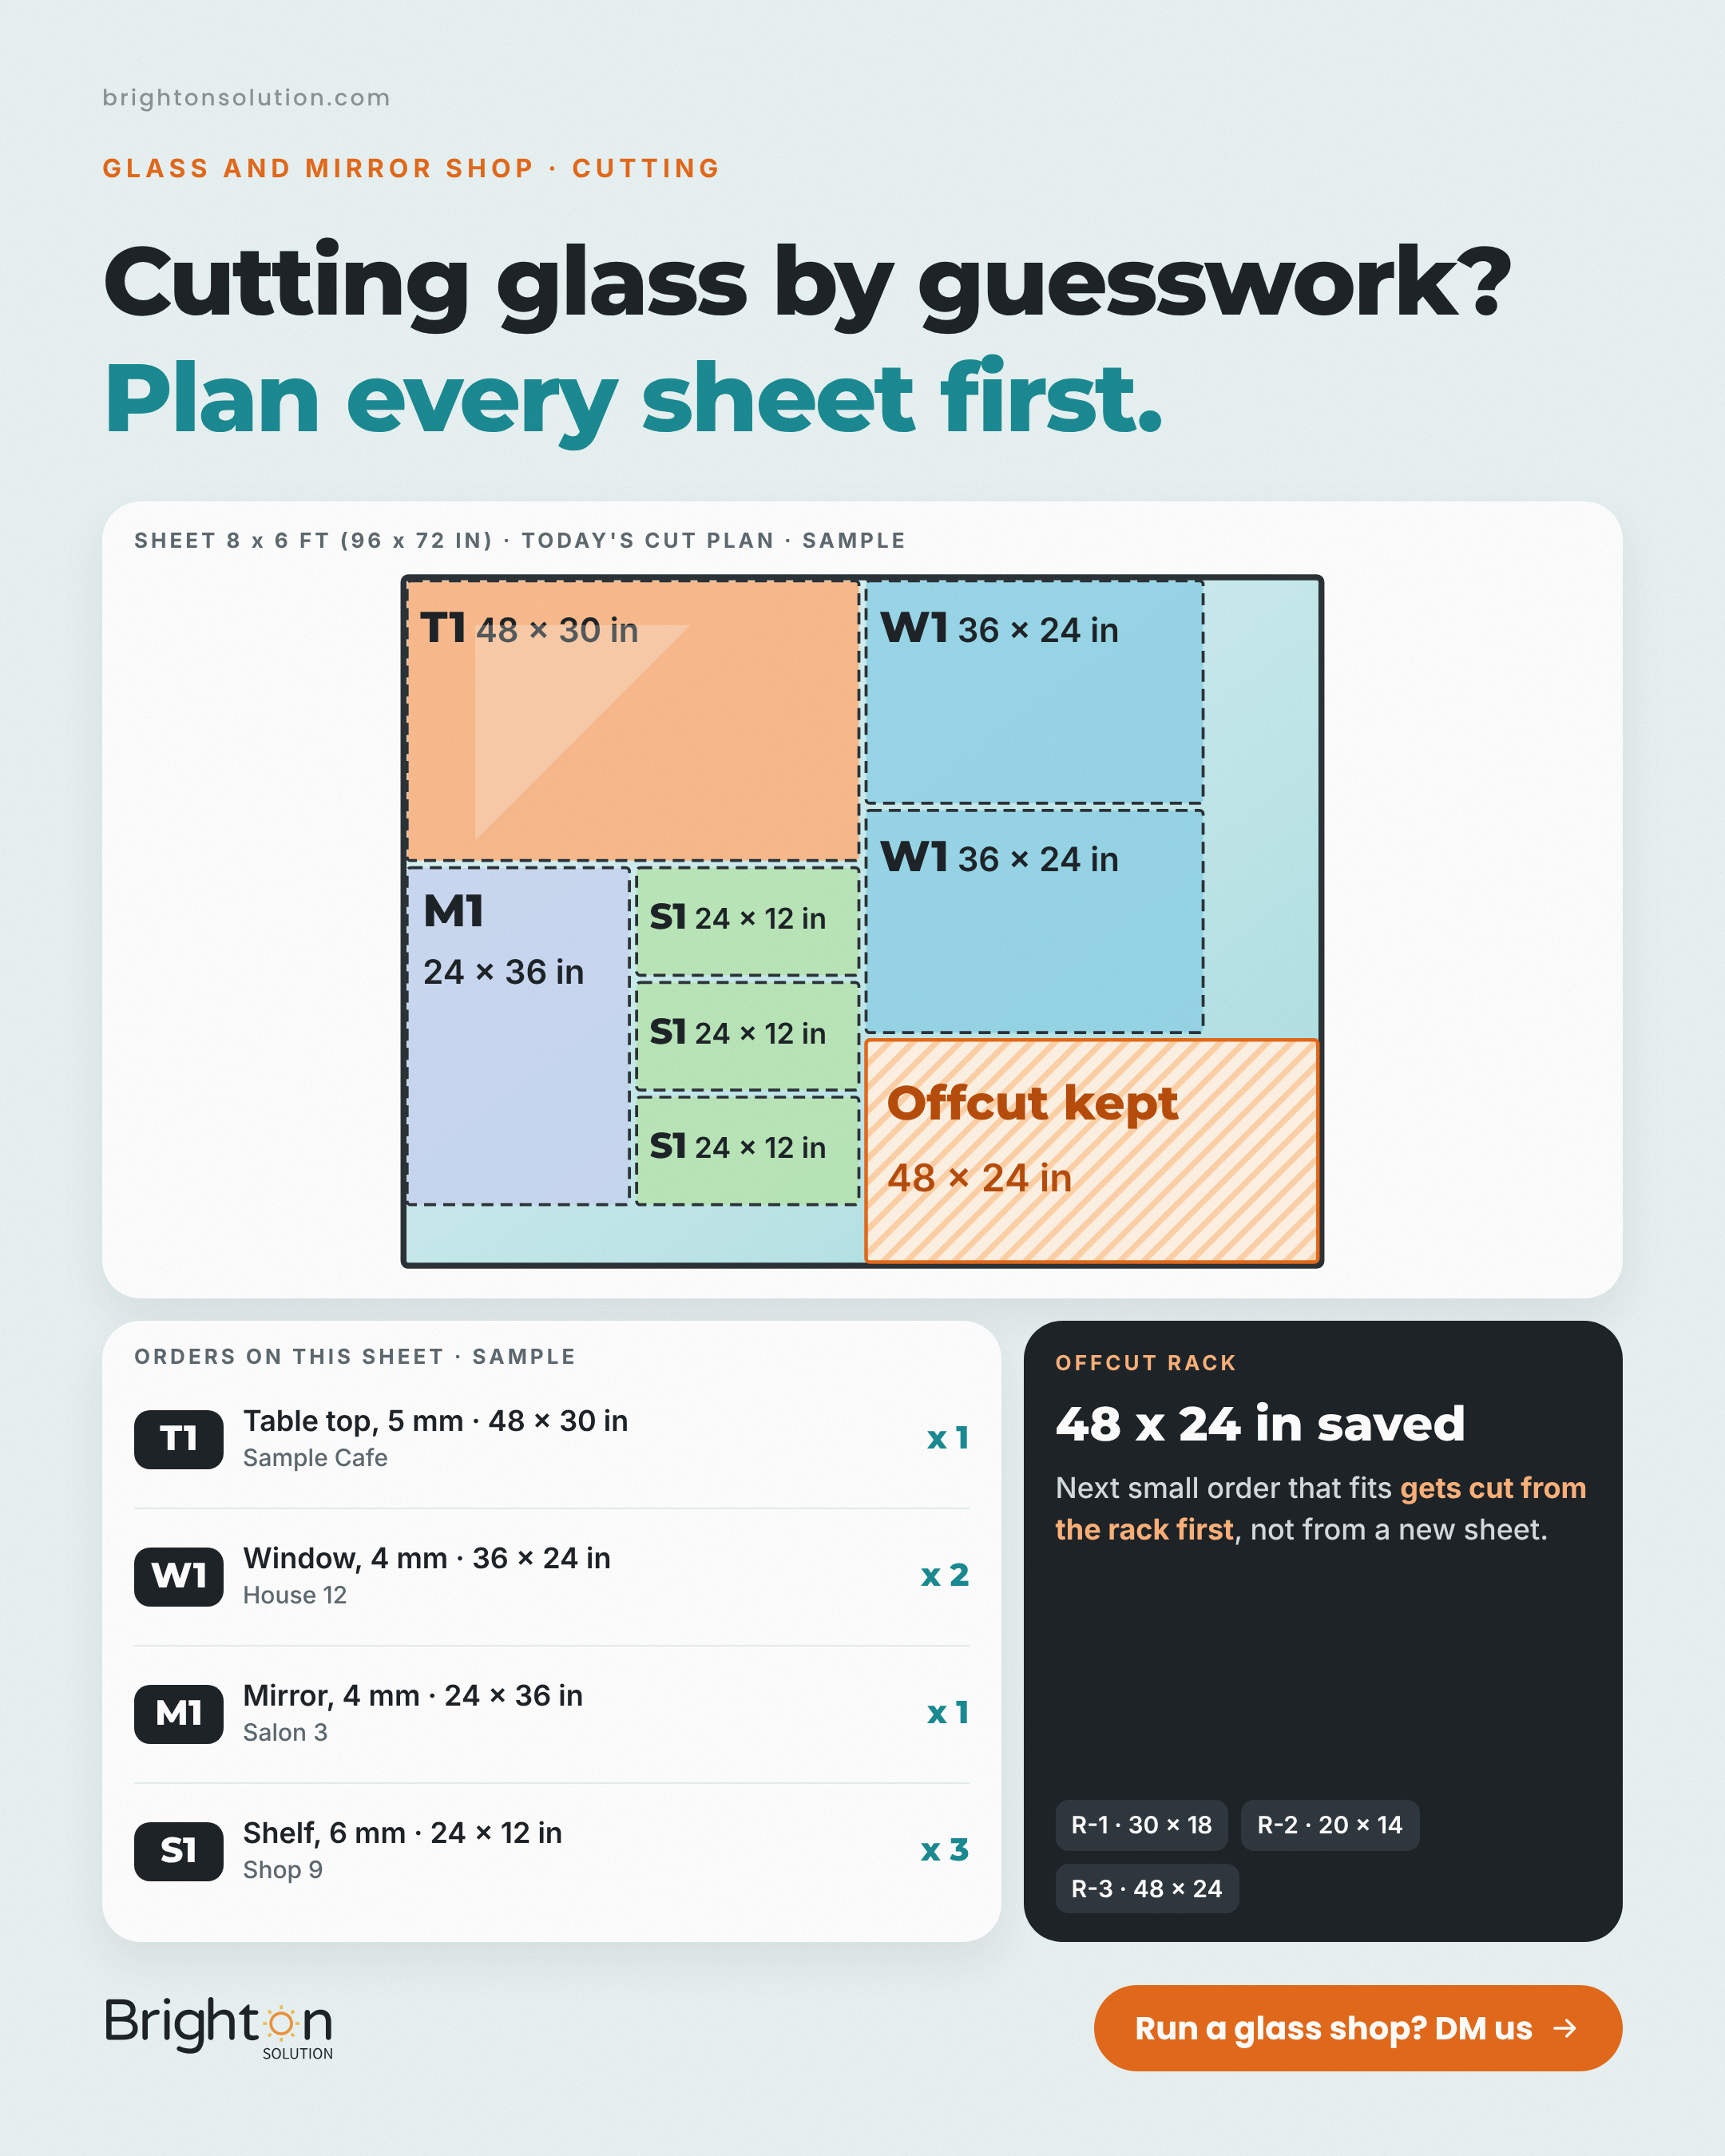 brightonsolution.com
GLASS AND MIRROR SHOP · CUTTING
Cutting glass by guesswork?
Plan every sheet first.
SHEET 8 x 6 FT (96 x 72 IN) · TODAY'S CUT PLAN · SAMPLE
T1 48 × 30 in
W1 36 × 24 in
W1 36 × 24 in
M1
24 × 36 in
S1 24 × 12 in
S1 24 × 12 in
S1 24 × 12 in
Offcut kept
48 × 24 in
ORDERS ON THIS SHEET · SAMPLE
T1 Table top, 5 mm · 48 × 30 in x 1
Sample Cafe
W1 Window, 4 mm · 36 × 24 in x 2
House 12
M1 Mirror, 4 mm · 24 × 36 in x 1
Salon 3
S1 Shelf, 6 mm · 24 × 12 in x 3
Shop 9
OFFCUT RACK
48 x 24 in saved
Next small order that fits gets cut from
the rack first, not from a new sheet.
R-1 · 30 × 18
R-2 · 20 × 14
R-3 · 48 × 24
Brighton
SOLUTION
Run a glass shop? DM us →